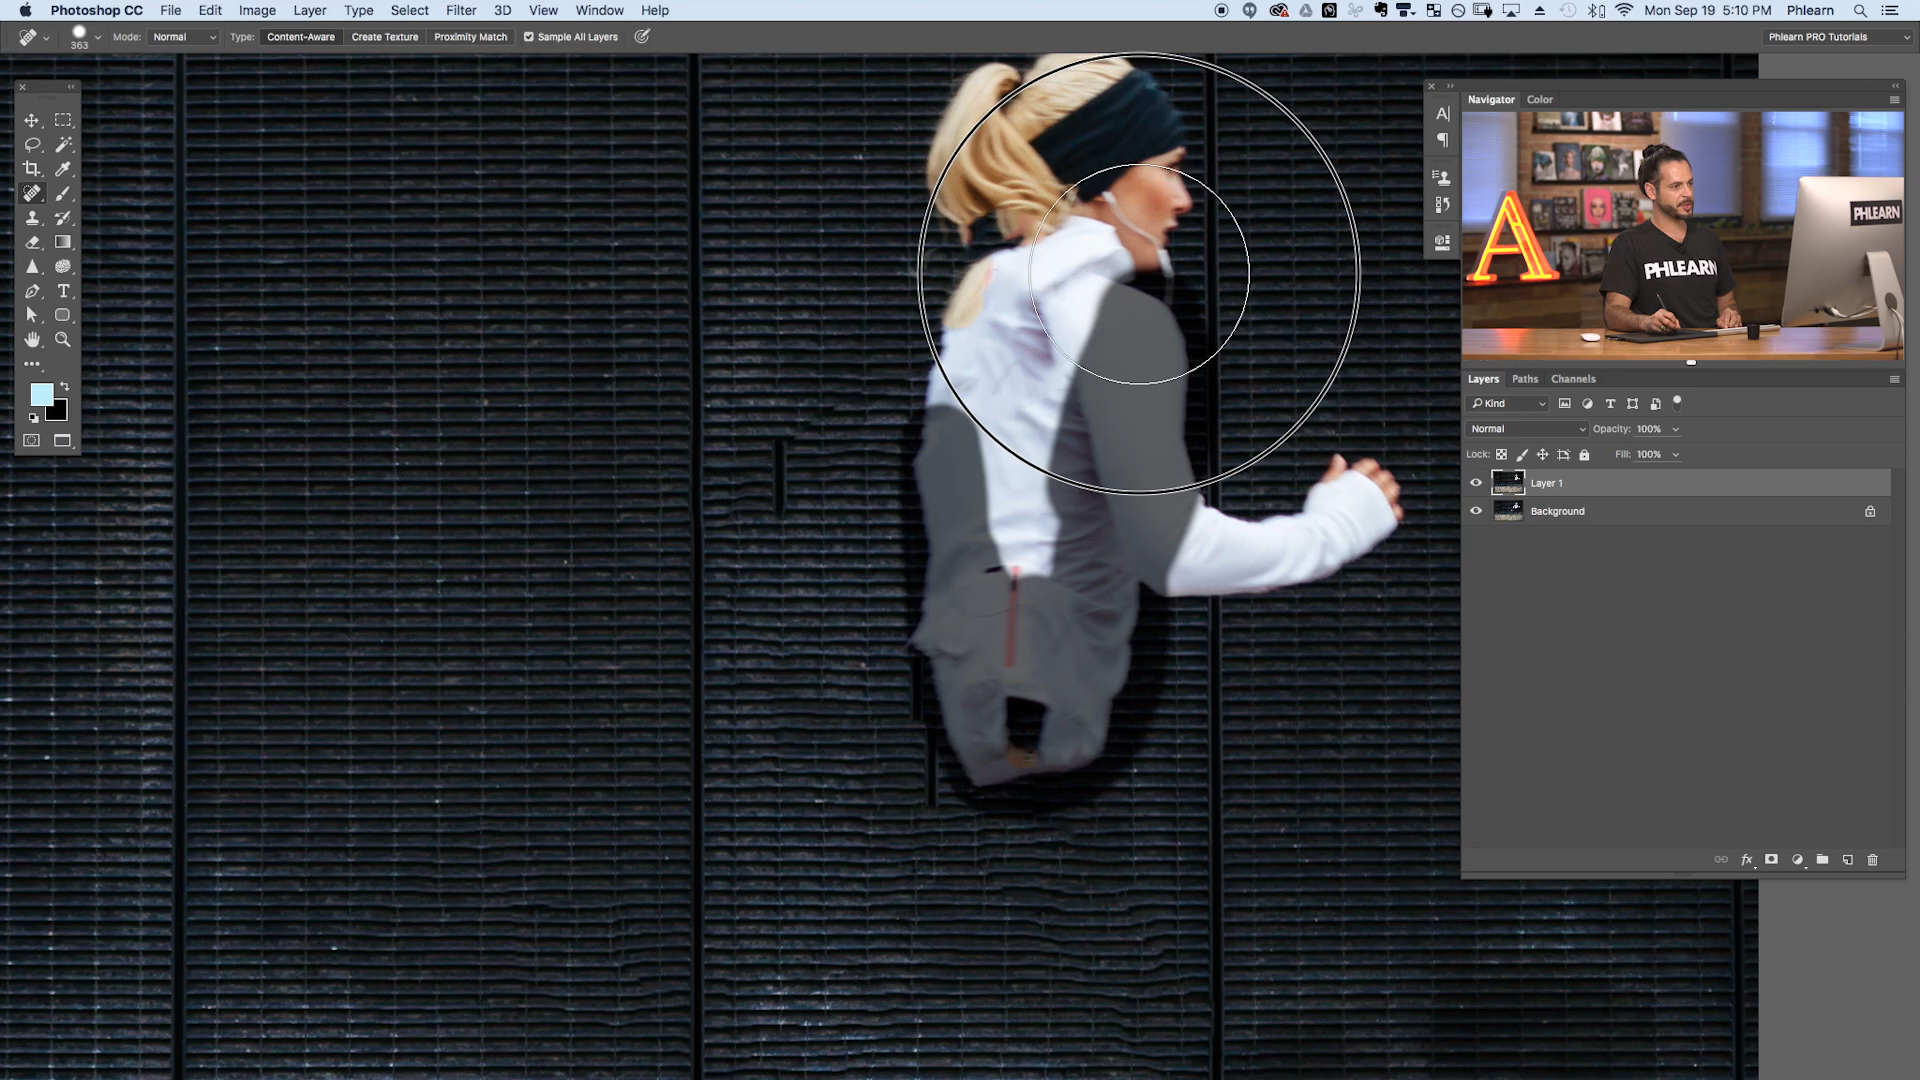 Photoshop CC File Edit Image Layer Type Select Filter 3D View Window Help Mon Sep 19 5:10 PM Phlearn
363 Mode: Normal Type: Content-Aware Create Texture Proximity Match Sample All Layers Phlearn PRO Tutorials
Navigator Color
A
PHLEARN
PHLEARN
Layers Paths Channels
Kind
Normal Opacity: 100%
Lock: Fill: 100%
Layer 1
Background
fx